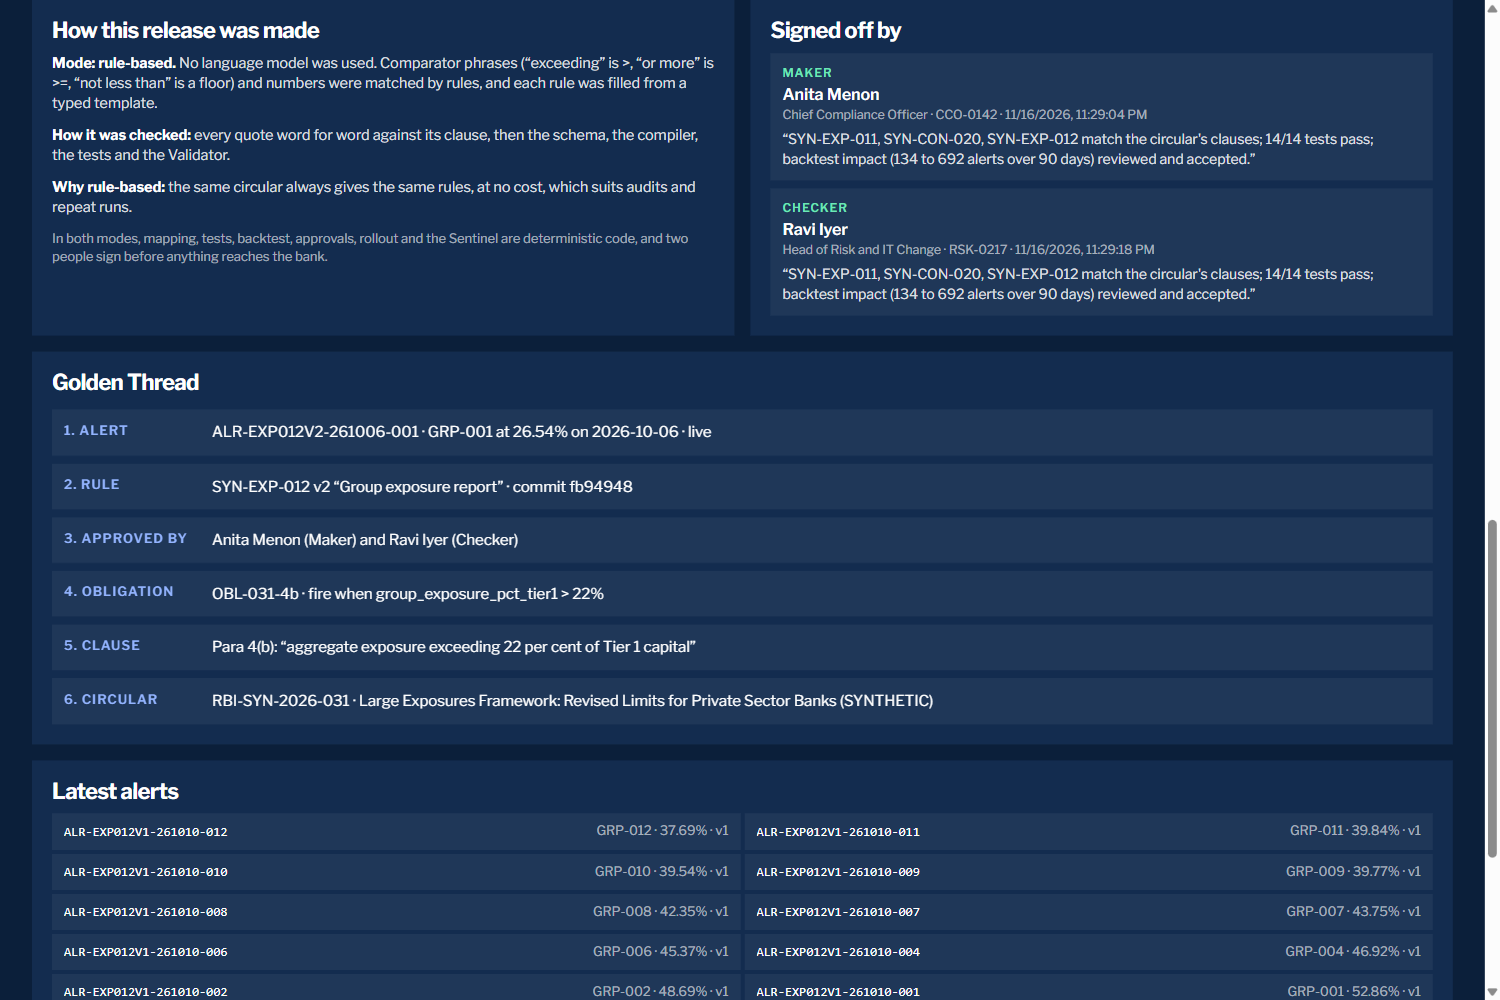 How this release was made
Mode: rule-based. No language model was used. Comparator phrases (“exceeding” is >, “or more” is
>=, “not less than” is a floor) and numbers were matched by rules, and each rule was filled from a
typed template.
How it was checked: every quote word for word against its clause, then the schema, the compiler,
the tests and the Validator.
Why rule-based: the same circular always gives the same rules, at no cost, which suits audits and
repeat runs.
In both modes, mapping, tests, backtest, approvals, rollout and the Sentinel are deterministic code, and two
people sign before anything reaches the bank.
Signed off by
MAKER
Anita Menon
Chief Compliance Officer · CCO-0142 · 11/16/2026, 11:29:04 PM
“SYN-EXP-011, SYN-CON-020, SYN-EXP-012 match the circular's clauses; 14/14 tests pass;
backtest impact (134 to 692 alerts over 90 days) reviewed and accepted.”
CHECKER
Ravi Iyer
Head of Risk and IT Change · RSK-0217 · 11/16/2026, 11:29:18 PM
“SYN-EXP-011, SYN-CON-020, SYN-EXP-012 match the circular's clauses; 14/14 tests pass;
backtest impact (134 to 692 alerts over 90 days) reviewed and accepted.”
Golden Thread
1. ALERT ALR-EXP012V2-261006-001 · GRP-001 at 26.54% on 2026-10-06 · live
2. RULE SYN-EXP-012 v2 “Group exposure report” · commit fb94948
3. APPROVED BY Anita Menon (Maker) and Ravi Iyer (Checker)
4. OBLIGATION OBL-031-4b · fire when group_exposure_pct_tier1 > 22%
5. CLAUSE Para 4(b): “aggregate exposure exceeding 22 per cent of Tier 1 capital”
6. CIRCULAR RBI-SYN-2026-031 · Large Exposures Framework: Revised Limits for Private Sector Banks (SYNTHETIC)
Latest alerts
ALR-EXP012V1-261010-012 GRP-012 · 37.69% · v1
ALR-EXP012V1-261010-011 GRP-011 · 39.84% · v1
ALR-EXP012V1-261010-010 GRP-010 · 39.54% · v1
ALR-EXP012V1-261010-009 GRP-009 · 39.77% · v1
ALR-EXP012V1-261010-008 GRP-008 · 42.35% · v1
ALR-EXP012V1-261010-007 GRP-007 · 43.75% · v1
ALR-EXP012V1-261010-006 GRP-006 · 45.37% · v1
ALR-EXP012V1-261010-004 GRP-004 · 46.92% · v1
ALR-EXP012V1-261010-002 GRP-002 · 48.69% · v1
ALR-EXP012V1-261010-001 GRP-001 · 52.86% · v1